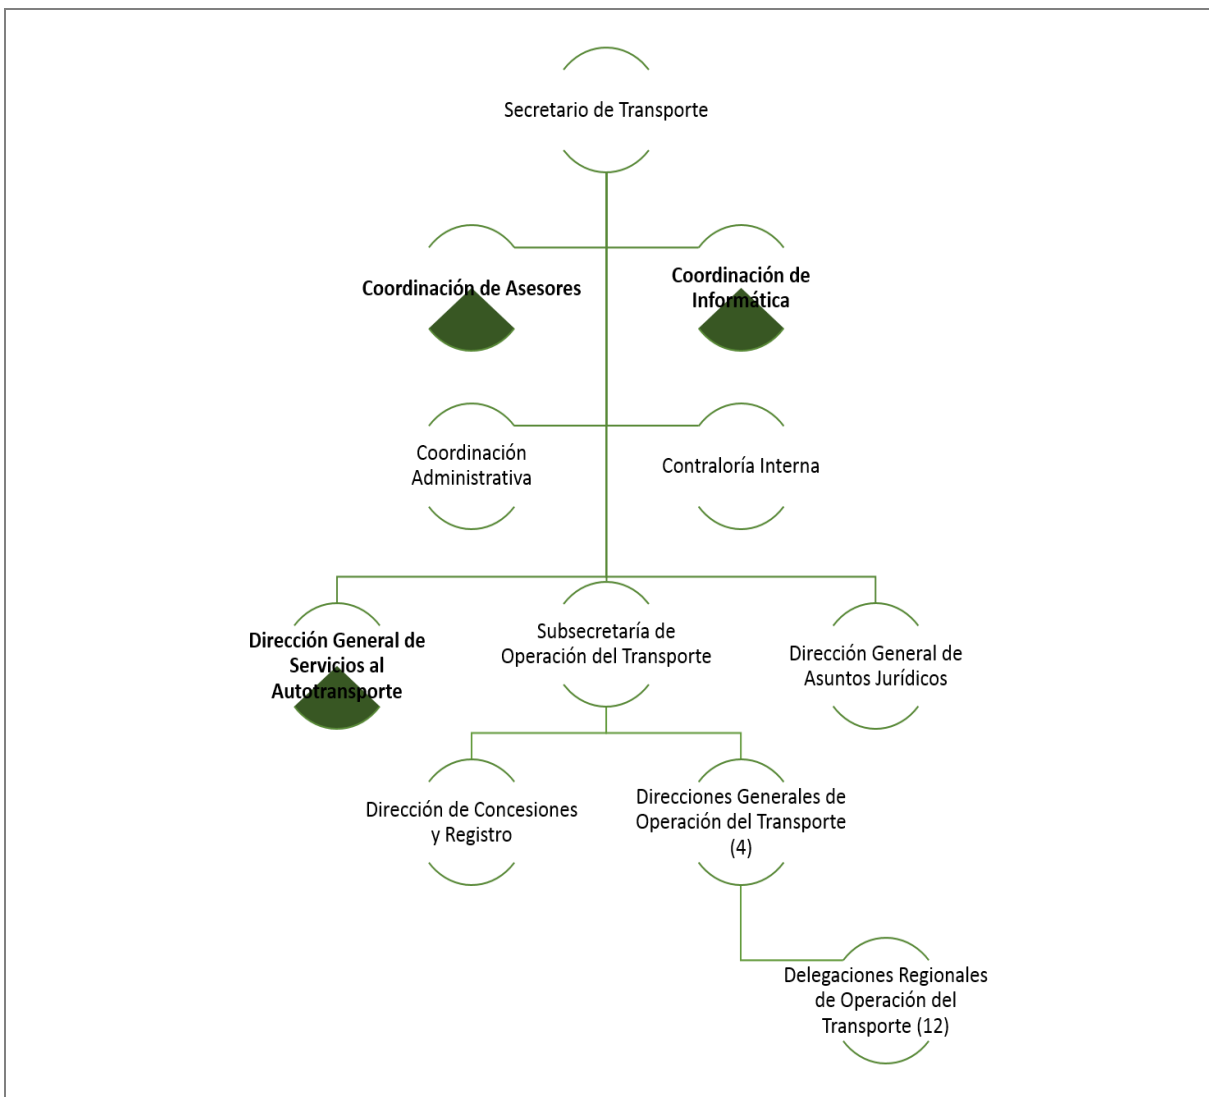 Secretario de Transporte
Coordinación de Asesores
Coordinación de
Informática
Coordinación
Administrativa
Contraloría Interna
Dirección General de
Servicios al
Autotransporte
Subsecretaría de
Operación del Transporte
Dirección General de
Asuntos Jurídicos
Dirección de Concesiones
y Registro
Direcciones Generales de
Operación del Transporte
(4)
Delegaciones Regionales
de Operación del
Transporte (12)